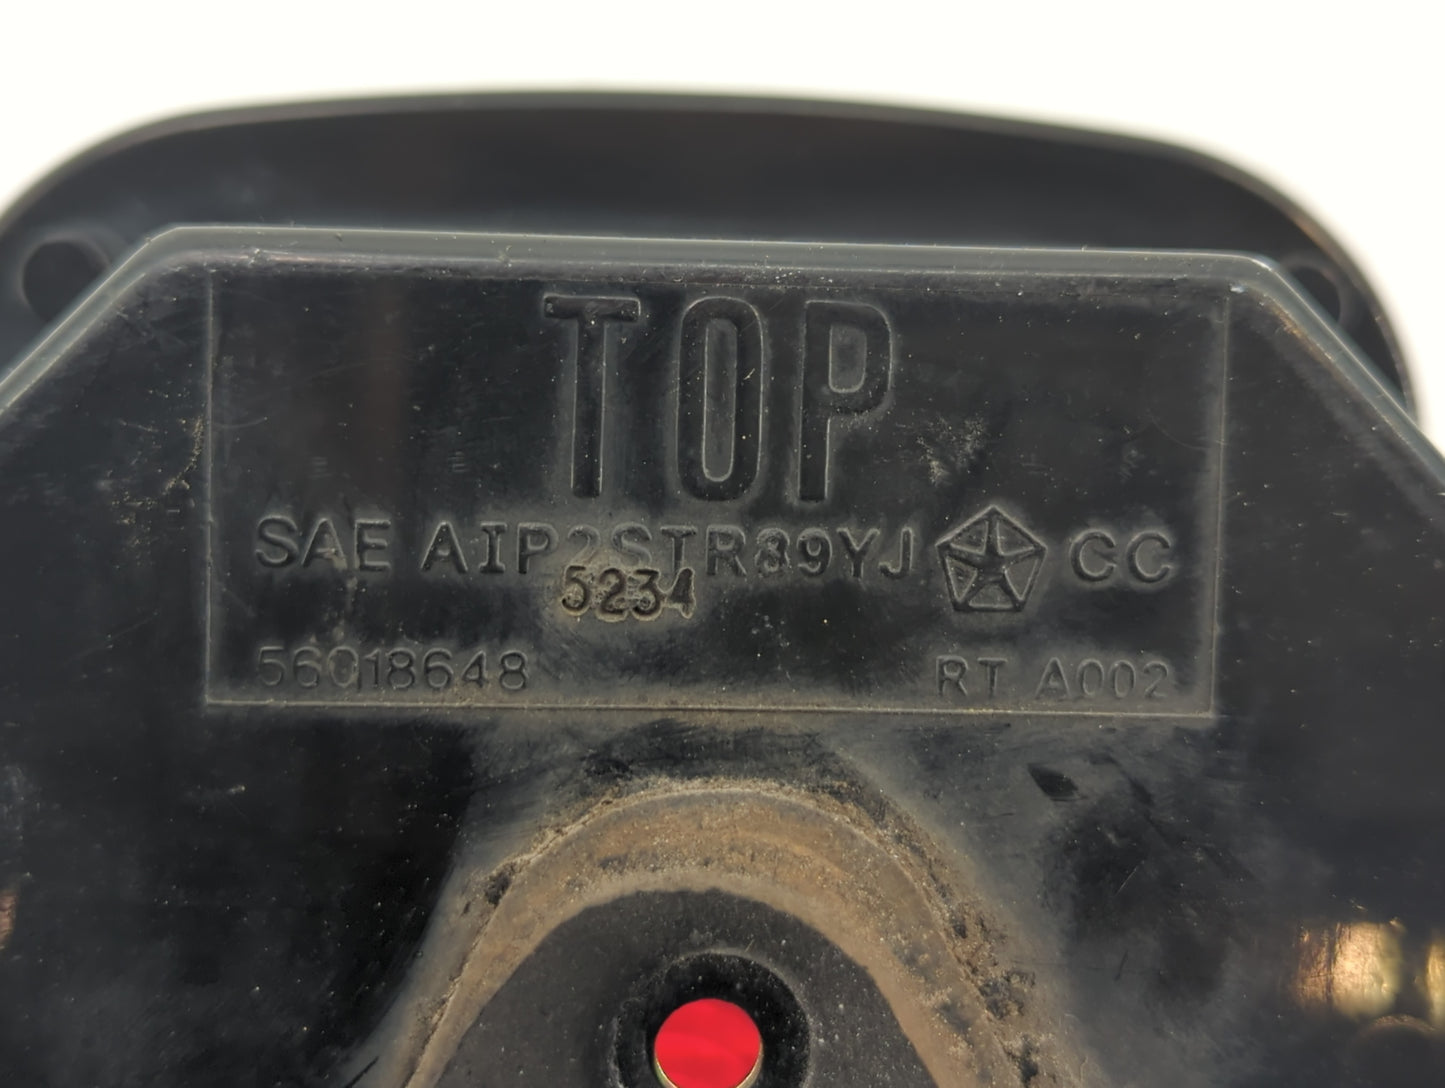 TOP
SAE AIP2STR89YJ CC
5234
56018648 RT A002